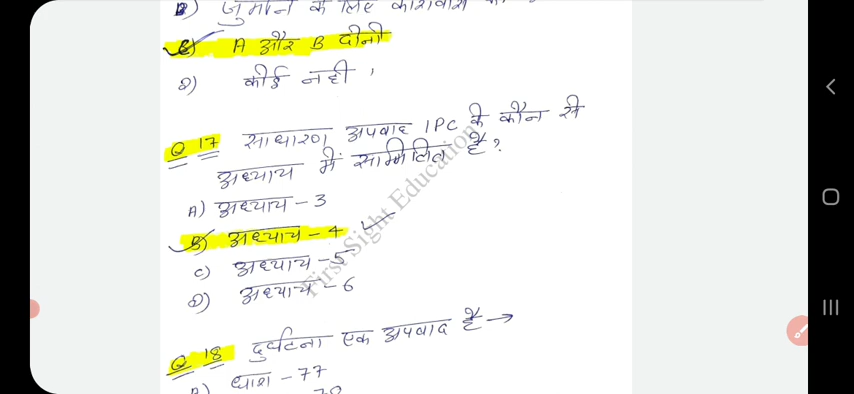 B) जुर्माने के लिए कारावास
C) A और B दोनों
D) कोई नही,
Q 17 साधारण अपवाद IPC के कौन से
अध्याय में सम्मिलित है?
A) अध्याय - 3
B) अध्याय - 4
C) अध्याय - 5
D) अध्याय - 6
First Sight Education
Q 18 दुर्घटना एक अपवाद है →
A) धारा - 77